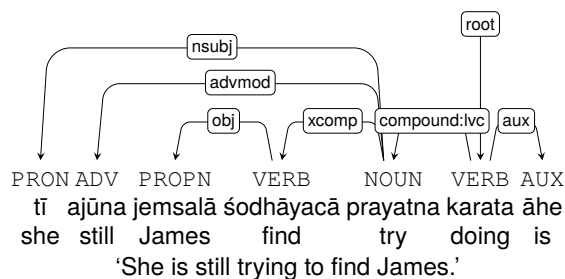 root
nsubj
advmod
obj xcomp compound:lvc aux
PRON ADV PROPN VERB NOUN VERB AUX
tī ajūna jemsalā śodhāyacā prayatna karata āhe
she still James find try doing is
‘She is still trying to find James.’